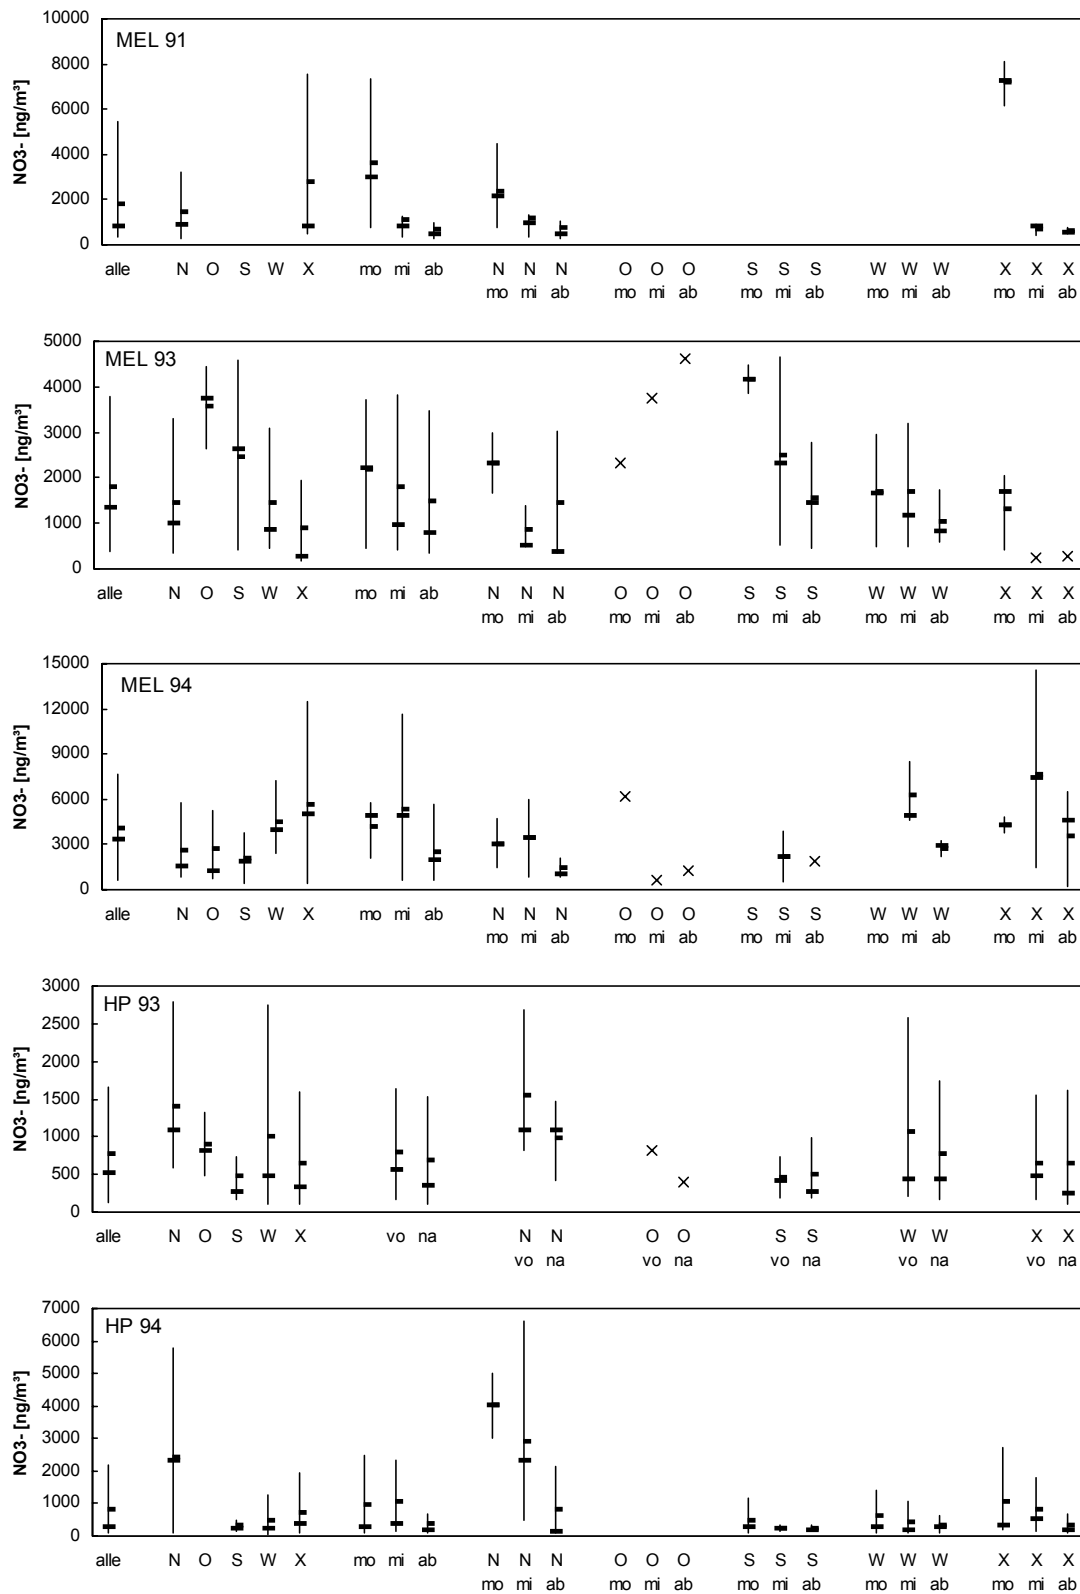 MEL 91
NO3- [ng/m³]
10000
8000
6000
4000
2000
0
alle N O S W X mo mi ab N N N O O O S S S W W W X X X
mo mi ab mo mi ab mo mi ab mo mi ab mo mi ab
MEL 93
NO3- [ng/m³]
5000
4000
3000
2000
1000
0
alle N O S W X mo mi ab N N N O O O S S S W W W X X X
mo mi ab mo mi ab mo mi ab mo mi ab mo mi ab
MEL 94
NO3- [ng/m³]
15000
12000
9000
6000
3000
0
alle N O S W X mo mi ab N N N O O O S S S W W W X X X
mo mi ab mo mi ab mo mi ab mo mi ab mo mi ab
HP 93
NO3- [ng/m³]
3000
2500
2000
1500
1000
500
0
alle N O S W X vo na N N O O S S W W X X
vo na vo na vo na vo na vo na
HP 94
NO3- [ng/m³]
7000
6000
5000
4000
3000
2000
1000
0
alle N O S W X mo mi ab N N N O O O S S S W W W X X X
mo mi ab mo mi ab mo mi ab mo mi ab mo mi ab